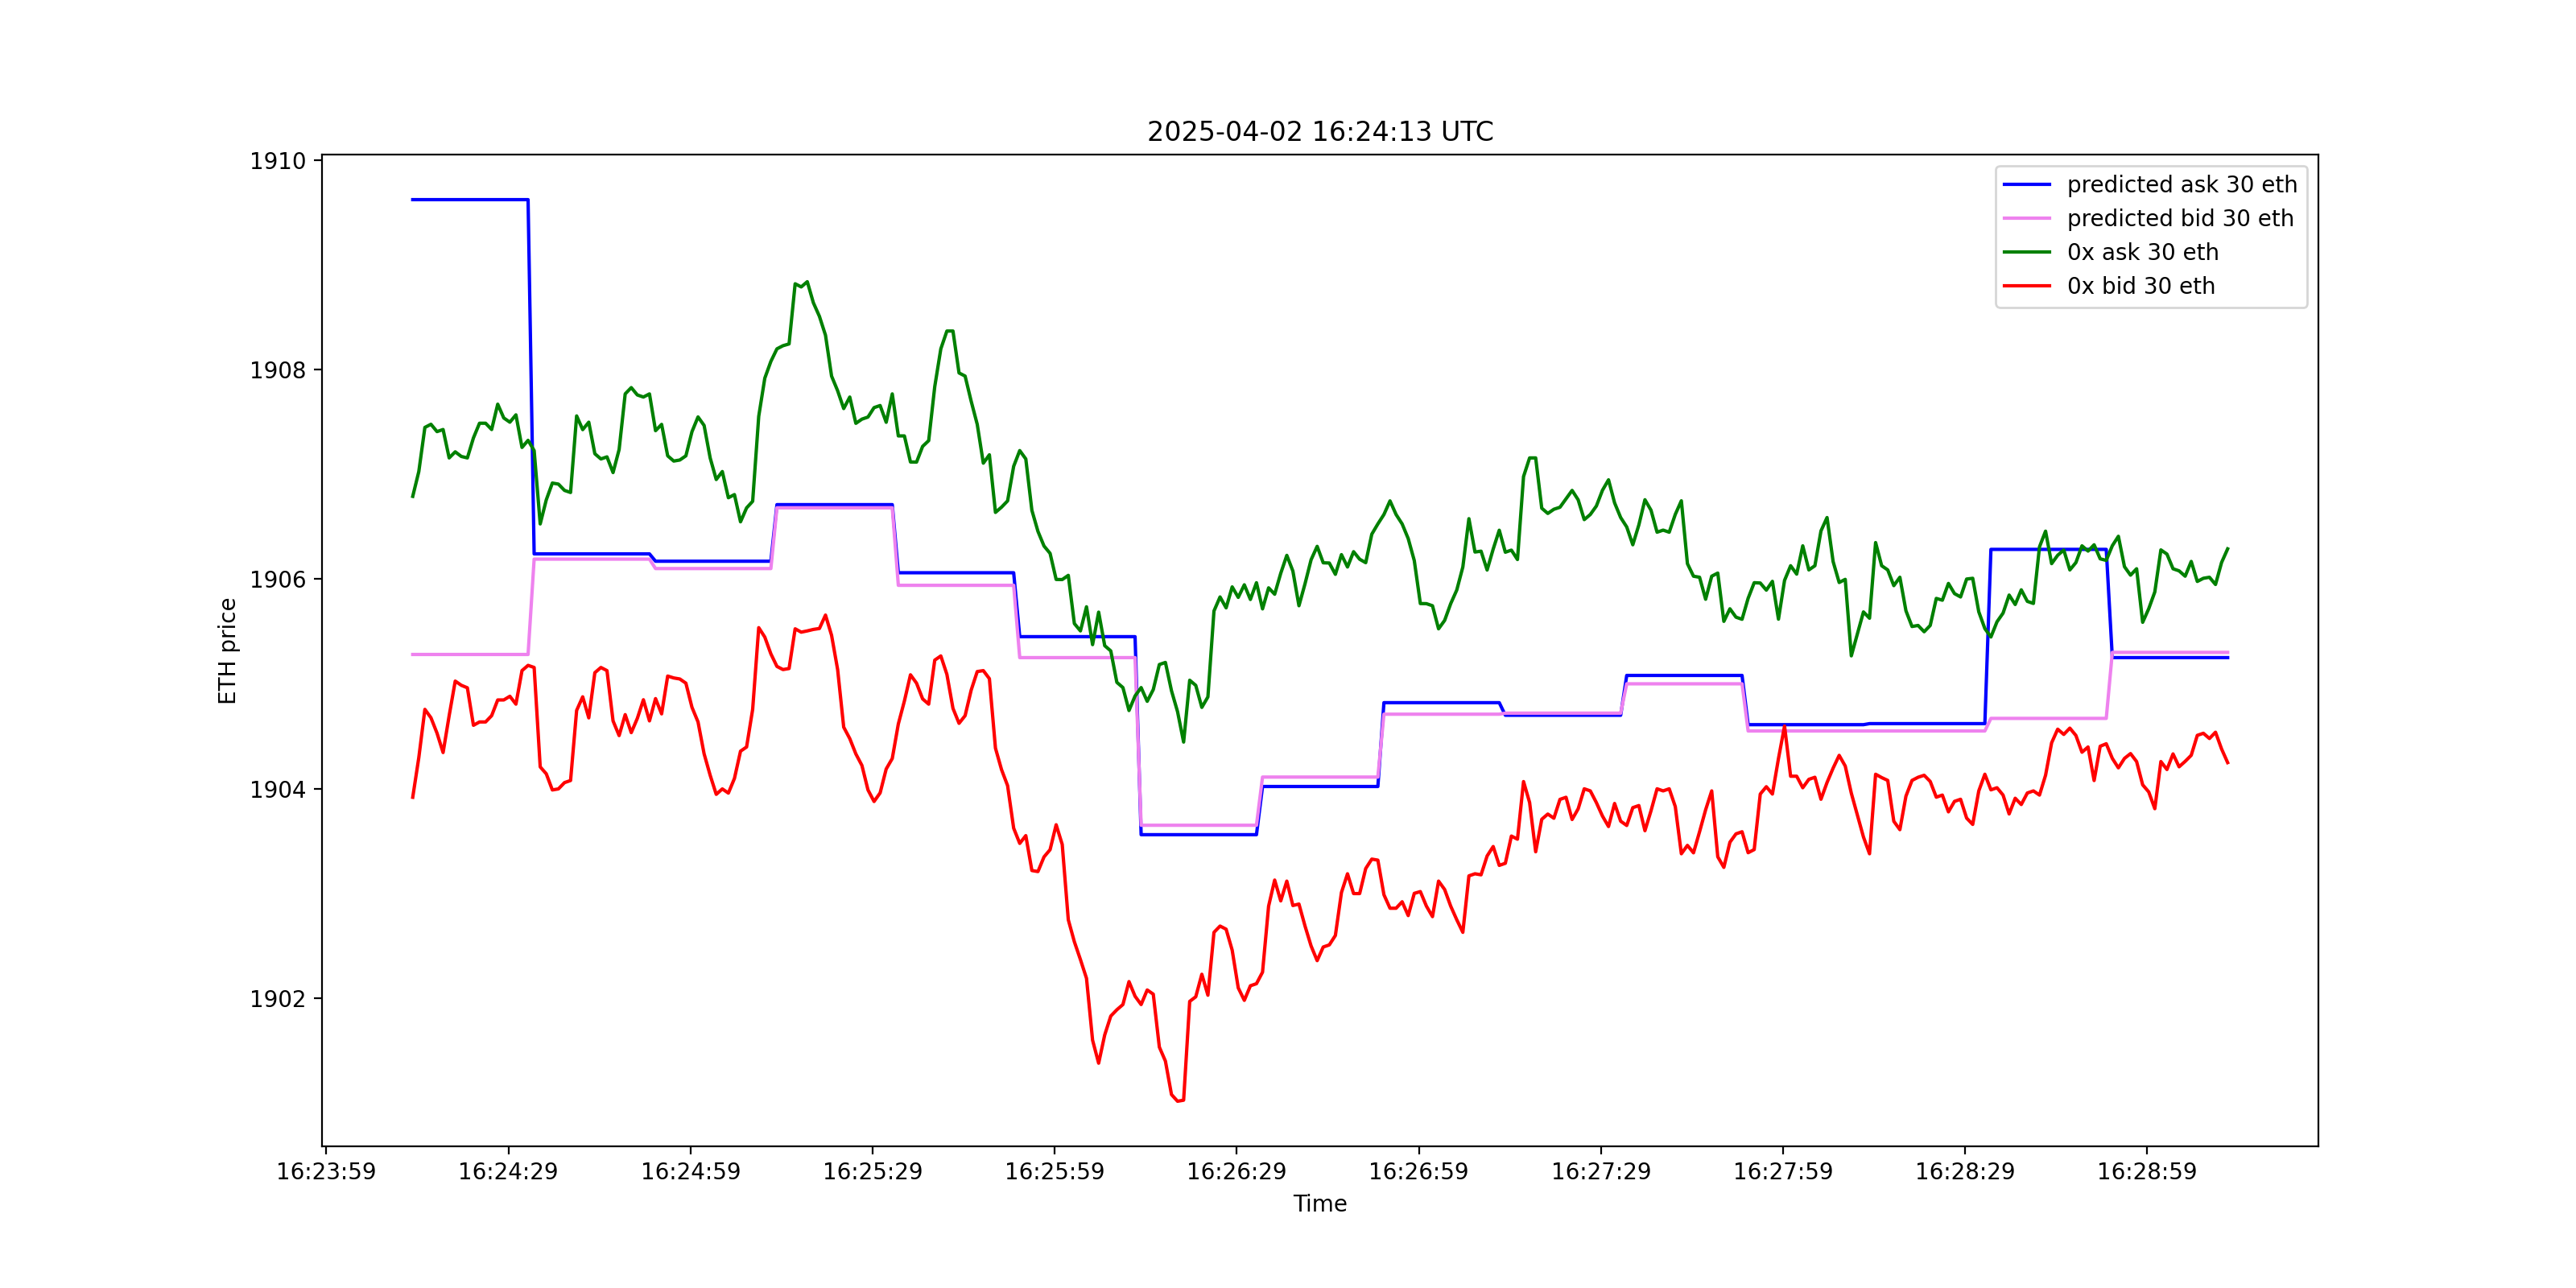 2025-04-02 16:24:13 UTC
predicted ask 30 eth
predicted bid 30 eth
0x ask 30 eth
0x bid 30 eth
ETH price
1910
1908
1906
1904
1902
16:23:59 16:24:29 16:24:59 16:25:29 16:25:59 16:26:29 16:26:59 16:27:29 16:27:59 16:28:29 16:28:59
Time